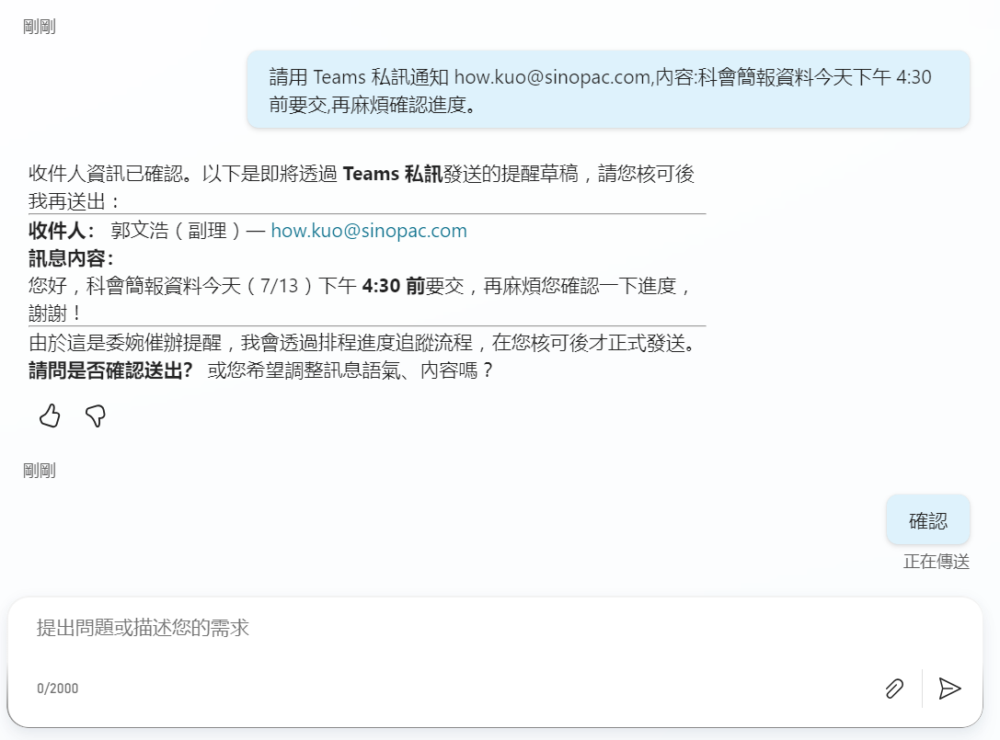 剛剛
請用 Teams 私訊通知 how.kuo@sinopac.com,內容:科會簡報資料今天下午 4:30
前要交,再麻煩確認進度。
收件人資訊已確認。以下是即將透過 Teams 私訊發送的提醒草稿，請您核可後
我再送出：
收件人： 郭文浩（副理）— how.kuo@sinopac.com
訊息內容：
您好，科會簡報資料今天（7/13）下午 4:30 前要交，再麻煩您確認一下進度，
謝謝！
由於這是委婉催辦提醒，我會透過排程進度追蹤流程，在您核可後才正式發送。
請問是否確認送出？ 或您希望調整訊息語氣、內容嗎？
剛剛
確認
正在傳送
提出問題或描述您的需求
0/2000